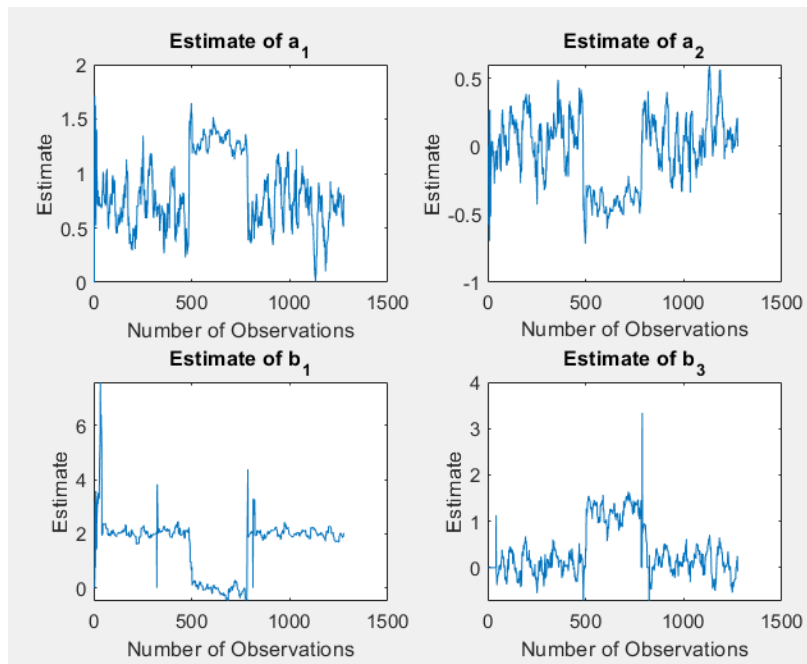 Estimate of a1
Estimate
2
1.5
1
0.5
0
0
500
1000
1500
Number of Observations
Estimate of a2
Estimate
0.5
0
-0.5
-1
0
500
1000
1500
Number of Observations
Estimate of b1
Estimate
6
4
2
0
0
500
1000
1500
Number of Observations
Estimate of b3
Estimate
4
3
2
1
0
0
500
1000
1500
Number of Observations